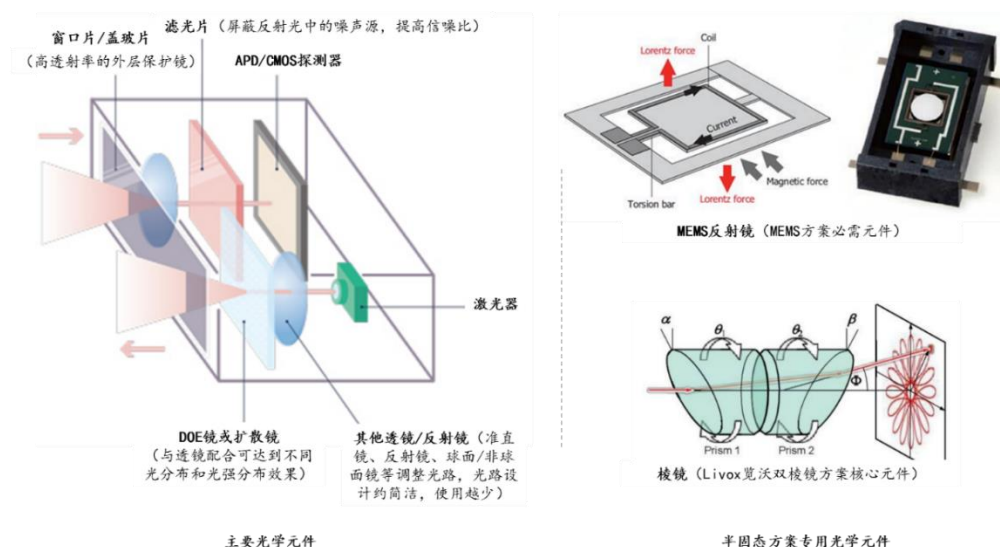 窗口片/盖玻片
(高透射率的外层保护镜)
滤光片(屏蔽反射光中的噪声源,提高信噪比)
APD/CMOS探测器
激光器
DOE镜或扩散镜
(与透镜配合可达到不同
光分布和光强分布效果)
其他透镜/反射镜(准直
镜、反射镜、球面/非球
面镜等调整光路,光路设
计约简洁,使用越少)
主要光学元件
Coil
Lorentz force
Current
Magnetic force
Lorentz force
Torsion bar
MEMS反射镜(MEMS方案必需元件)
α
θ₁
θ₂
β
Φ
Prism 1
Prism 2
棱镜(Livox览沃双棱镜方案核心元件)
半固态方案专用光学元件